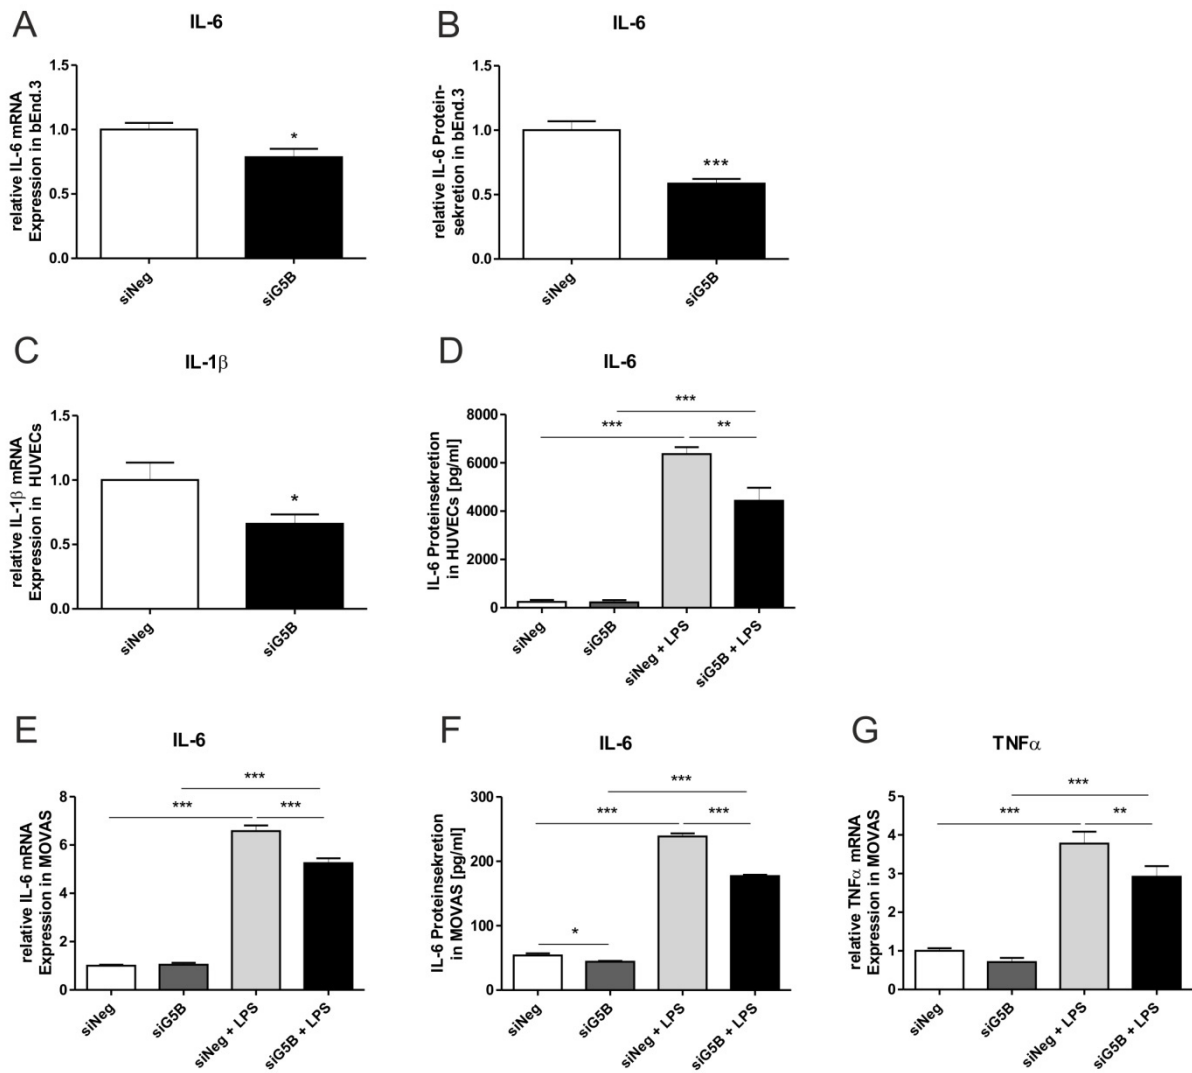 A
IL-6
relative IL-6 mRNA
Expression in bEnd.3
1.5
1.0
0.5
0.0
*
siNeg
siG5B
B
IL-6
relative IL-6 Protein-
sekretion in bEnd.3
1.5
1.0
0.5
0.0
***
siNeg
siG5B
C
IL-1β
relative IL-1β mRNA
Expression in HUVECs
1.5
1.0
0.5
0.0
*
siNeg
siG5B
D
IL-6
IL-6 Proteinsekretion
in HUVECs [pg/ml]
8000
6000
4000
2000
0
***
*** **
siNeg
siG5B
siNeg + LPS
siG5B + LPS
E
IL-6
relative IL-6 mRNA
Expression in MOVAS
8
6
4
2
0
***
*** ***
siNeg
siG5B
siNeg + LPS
siG5B + LPS
F
IL-6
IL-6 Proteinsekretion
in MOVAS [pg/ml]
300
200
100
0
***
*** ***
*
siNeg
siG5B
siNeg + LPS
siG5B + LPS
G
TNFα
relative TNFα mRNA
Expression in MOVAS
5
4
3
2
1
0
***
*** **
siNeg
siG5B
siNeg + LPS
siG5B + LPS